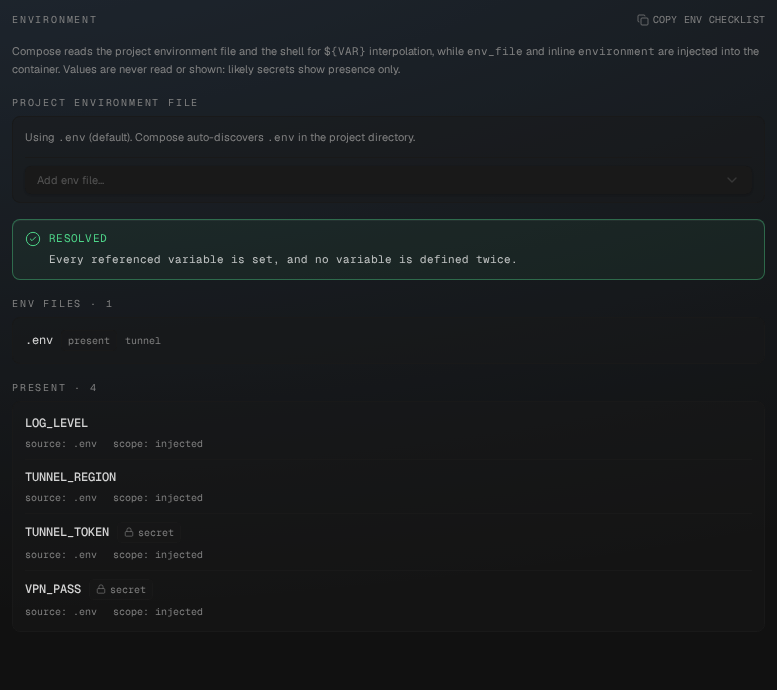 ENVIRONMENT
COPY ENV CHECKLIST
Compose reads the project environment file and the shell for ${VAR} interpolation, while env_file and inline environment are injected into the
container. Values are never read or shown: likely secrets show presence only.
PROJECT ENVIRONMENT FILE
Using .env (default). Compose auto-discovers .env in the project directory.
Add env file…
RESOLVED
Every referenced variable is set, and no variable is defined twice.
ENV FILES · 1
.env present tunnel
PRESENT · 4
LOG_LEVEL
source: .env scope: injected
TUNNEL_REGION
source: .env scope: injected
TUNNEL_TOKEN secret
source: .env scope: injected
VPN_PASS secret
source: .env scope: injected